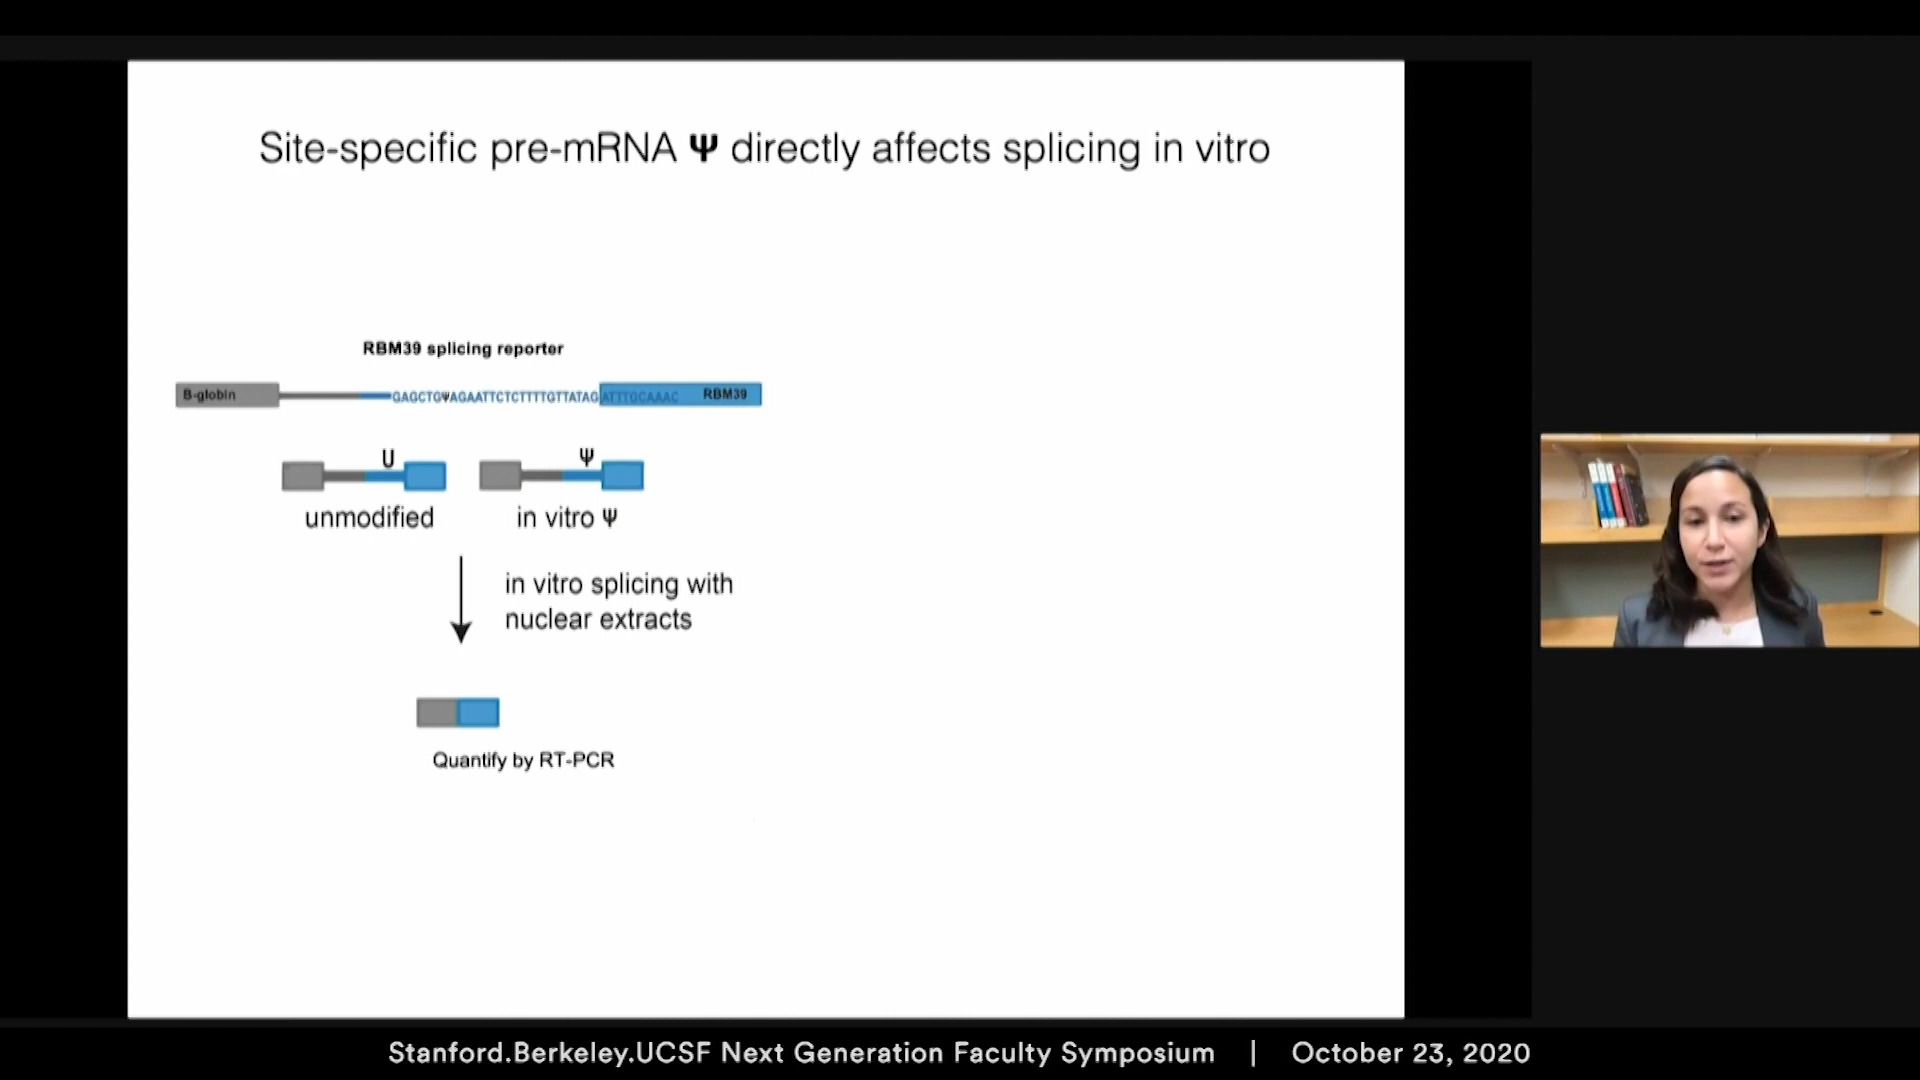 Site-specific pre-mRNA Ψ directly affects splicing in vitro
RBM39 splicing reporter
B-globin
GAGCTGΨAGAATTCTCTTTTGTTATAG
ATTTGCAAAC
RBM39
U
Ψ
unmodified
in vitro Ψ
in vitro splicing with
nuclear extracts
Quantify by RT-PCR
Stanford.Berkeley.UCSF Next Generation Faculty Symposium | October 23, 2020